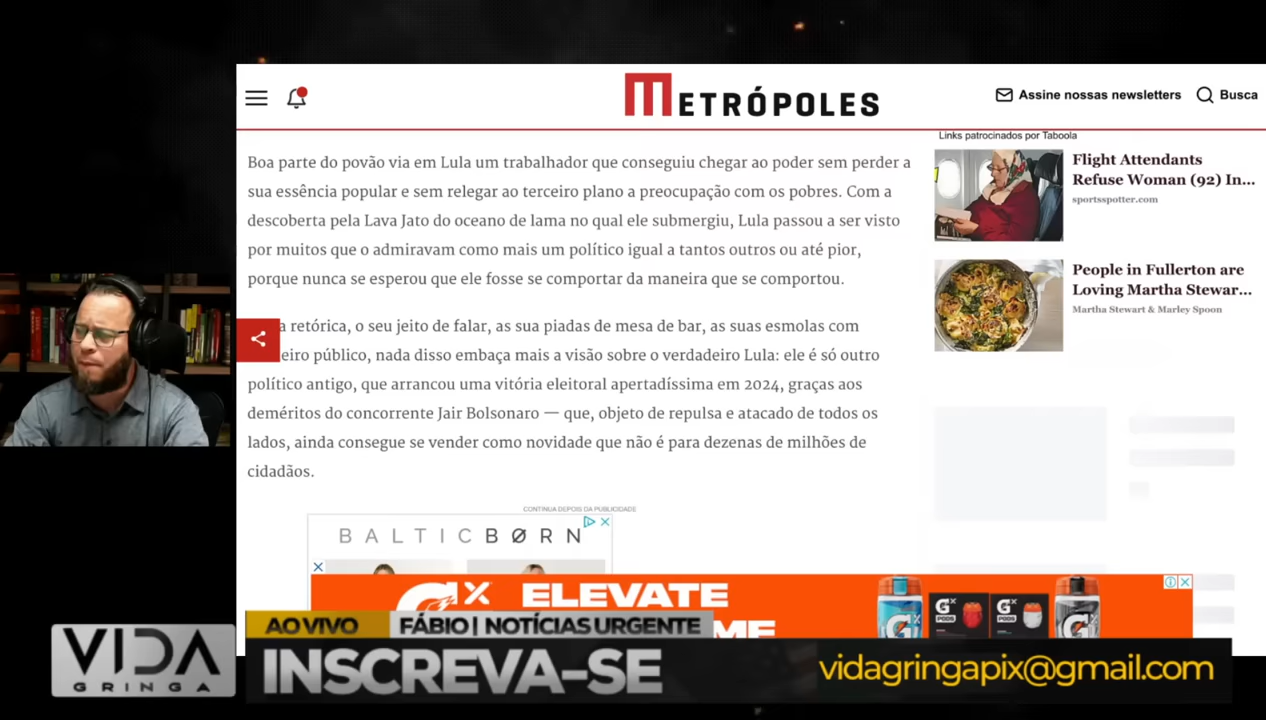 METRÓPOLES
Assine nossas newsletters
Busca
Links patrocinados por Taboola
Boa parte do povão via em Lula um trabalhador que conseguiu chegar ao poder sem perder a
sua essência popular e sem relegar ao terceiro plano a preocupação com os pobres. Com a
descoberta pela Lava Jato do oceano de lama no qual ele submergiu, Lula passou a ser visto
por muitos que o admiravam como mais um político igual a tantos outros ou até pior,
porque nunca se esperou que ele fosse se comportar da maneira que se comportou.
a retórica, o seu jeito de falar, as sua piadas de mesa de bar, as suas esmolas com
eiro público, nada disso embaça mais a visão sobre o verdadeiro Lula: ele é só outro
político antigo, que arrancou uma vitória eleitoral apertadíssima em 2024, graças aos
deméritos do concorrente Jair Bolsonaro — que, objeto de repulsa e atacado de todos os
lados, ainda consegue se vender como novidade que não é para dezenas de milhões de
cidadãos.
Flight Attendants
Refuse Woman (92) In...
sportsspotter.com
People in Fullerton are
Loving Martha Stewar...
Martha Stewart & Marley Spoon
CONTINUA DEPOIS DA PUBLICIDADE
BALTIC BØRN
GX
ELEVATE
ME
AO VIVO
FÁBIO | NOTÍCIAS URGENTE
VIDA
GRINGA
INSCREVA-SE
vidagringapix@gmail.com